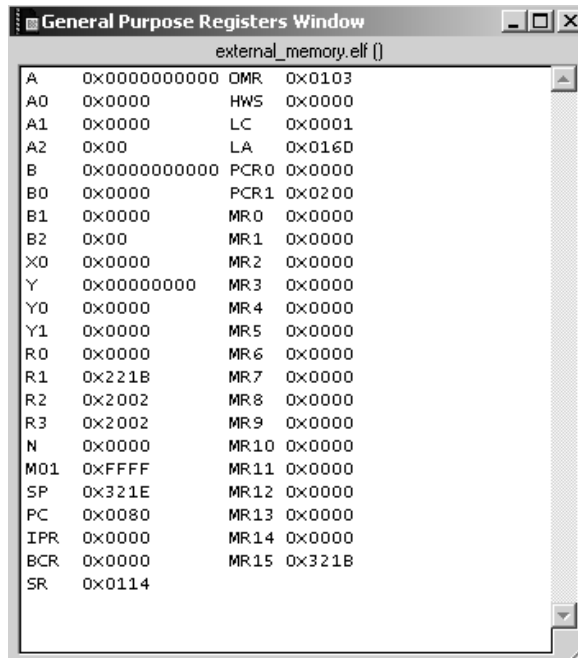 General Purpose Registers Window
external_memory.elf ()
A 0x0000000000 OMR 0x0103
A0 0x0000 HWS 0x0000
A1 0x0000 LC 0x0001
A2 0x00 LA 0x016D
B 0x0000000000 PCR0 0x0000
B0 0x0000 PCR1 0x0200
B1 0x0000 MR0 0x0000
B2 0x00 MR1 0x0000
X0 0x0000 MR2 0x0000
Y 0x00000000 MR3 0x0000
Y0 0x0000 MR4 0x0000
Y1 0x0000 MR5 0x0000
R0 0x0000 MR6 0x0000
R1 0x221B MR7 0x0000
R2 0x2002 MR8 0x0000
R3 0x2002 MR9 0x0000
N 0x0000 MR10 0x0000
M01 0xFFFF MR11 0x0000
SP 0x321E MR12 0x0000
PC 0x0080 MR13 0x0000
IPR 0x0000 MR14 0x0000
BCR 0x0000 MR15 0x321B
SR 0x0114